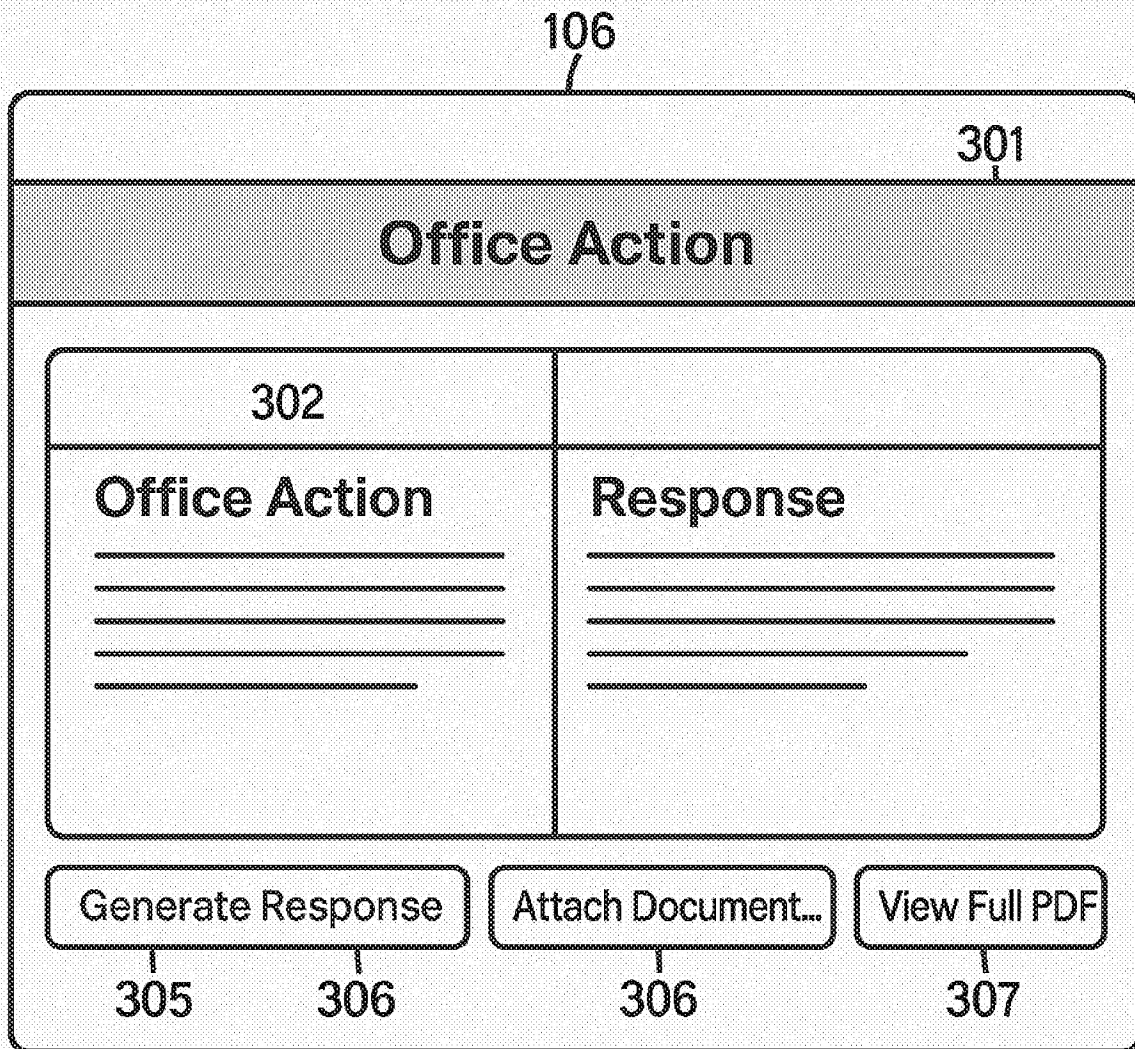 106
301
Office Action
302
Office Action
Response
Generate Response
Attach Document...
View Full PDF
305
306
306
307